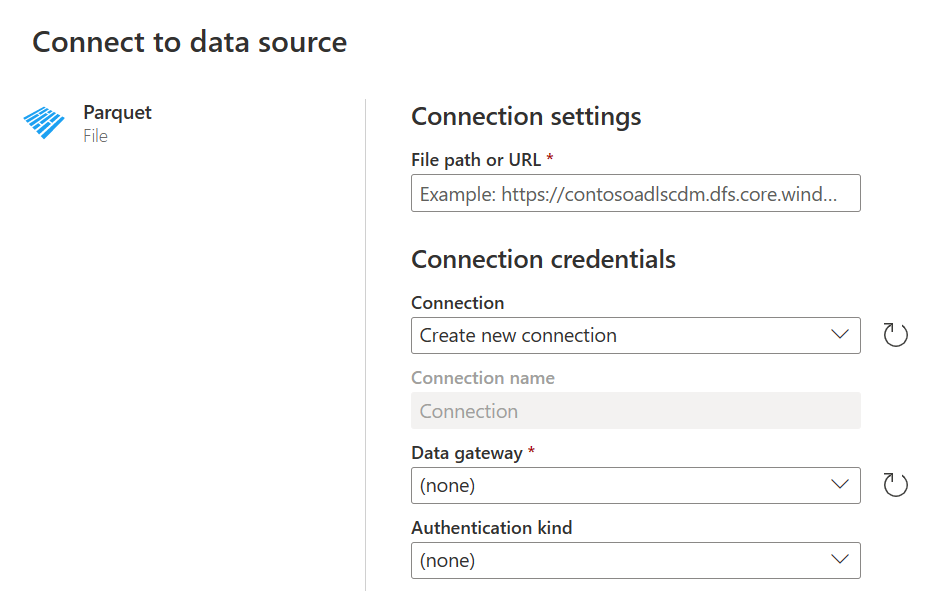 Connect to data source
Parquet
File
Connection settings
File path or URL *
Example: https://contosoadlscdm.dfs.core.wind...
Connection credentials
Connection
Create new connection
Connection name
Connection
Data gateway *
(none)
Authentication kind
(none)